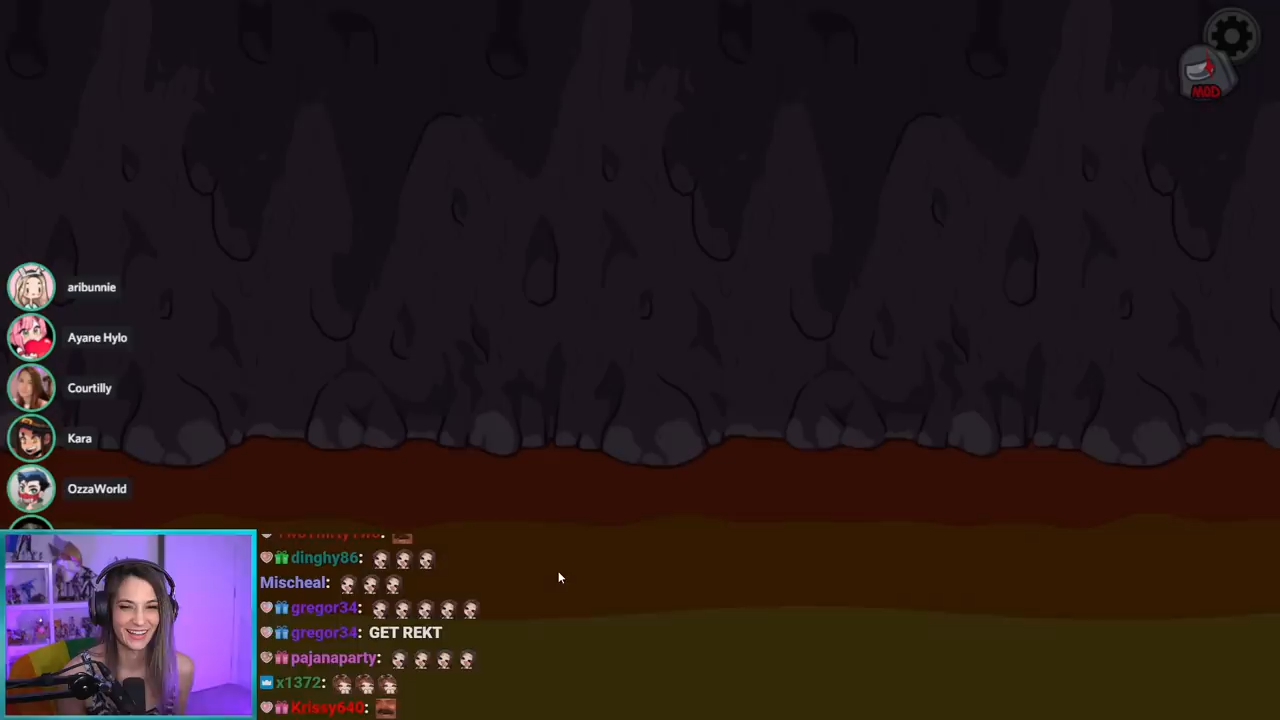 MOD
aribunnie
Ayane Hylo
Courtilly
Kara
OzzaWorld
dinghy86:
Mischeal:
gregor34:
gregor34: GET REKT
pajanaparty:
x1372:
Krissy640: